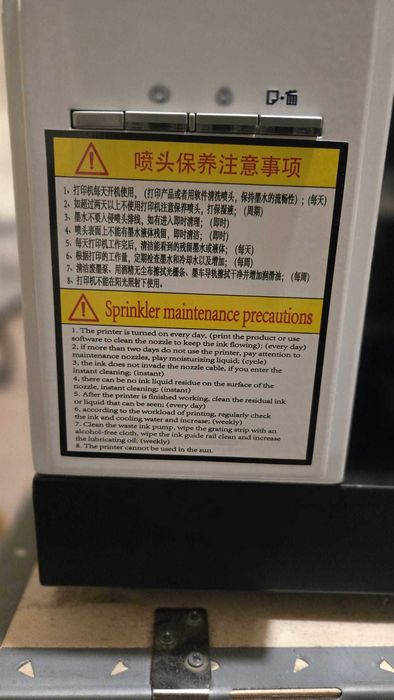 喷头保养注意事项
1、打印机每天开机使用，（打印产品或者用软件清洗喷头，保持墨水的流畅性）；(每天)
2、如超过两天以上不使用打印机注意保养喷头，打保湿液；（周期）
3、墨水不要入侵喷头排线，如有进入即时清理；（即时）
4、喷头表面上不能有墨水液体残留，即时清洁；（即时）
5、每天打印机工作完后，清洁能看到的残留墨水或液体；（每天）
6、根据打印的工作量，定期检查墨水和冷却水以及增加；（每周）
7、清洁废墨泵、用酒精无尘布擦拭光栅条、墨车导轨擦拭干净并增加润滑油；（每周）
8、打印机不能在阳光照射下使用。
Sprinkler maintenance precautions
1. The printer is turned on every day, (print the product or use
software to clean the nozzle to keep the ink flowing); (every day)
2, if more than two days do not use the printer, pay attention to
maintenance nozzles, play moisturizing liquid; (cycle)
3, the ink does not invade the nozzle cable, if you enter the
instant cleaning; (instant)
4, there can be no ink liquid residue on the surface of the
nozzle, instant cleaning; (instant)
5. After the printer is finished working, clean the residual ink
or liquid that can be seen; (every day)
6, according to the workload of printing, regularly check
the ink and cooling water and increase; (weekly)
7. Clean the waste ink pump, wipe the grating strip with an
alcohol-free cloth, wipe the ink guide rail clean and increase
the lubricating oil; (weekly)
8. The printer cannot be used in the sun.